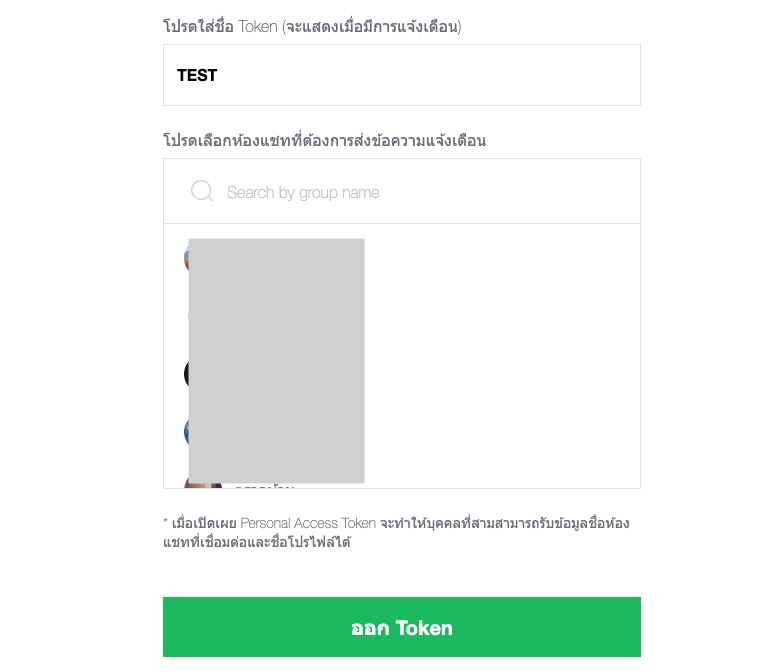 โปรดใส่ชื่อ Token (จะแสดงเมื่อมีการแจ้งเตือน)
TEST
โปรดเลือกห้องแชทที่ต้องการส่งข้อความแจ้งเตือน
Search by group name
* เมื่อเปิดเผย Personal Access Token จะทำให้บุคคลที่สามสามารถรับข้อมูลชื่อห้อง
แชทที่เชื่อมต่อและชื่อโปรไฟล์ได้
ออก Token